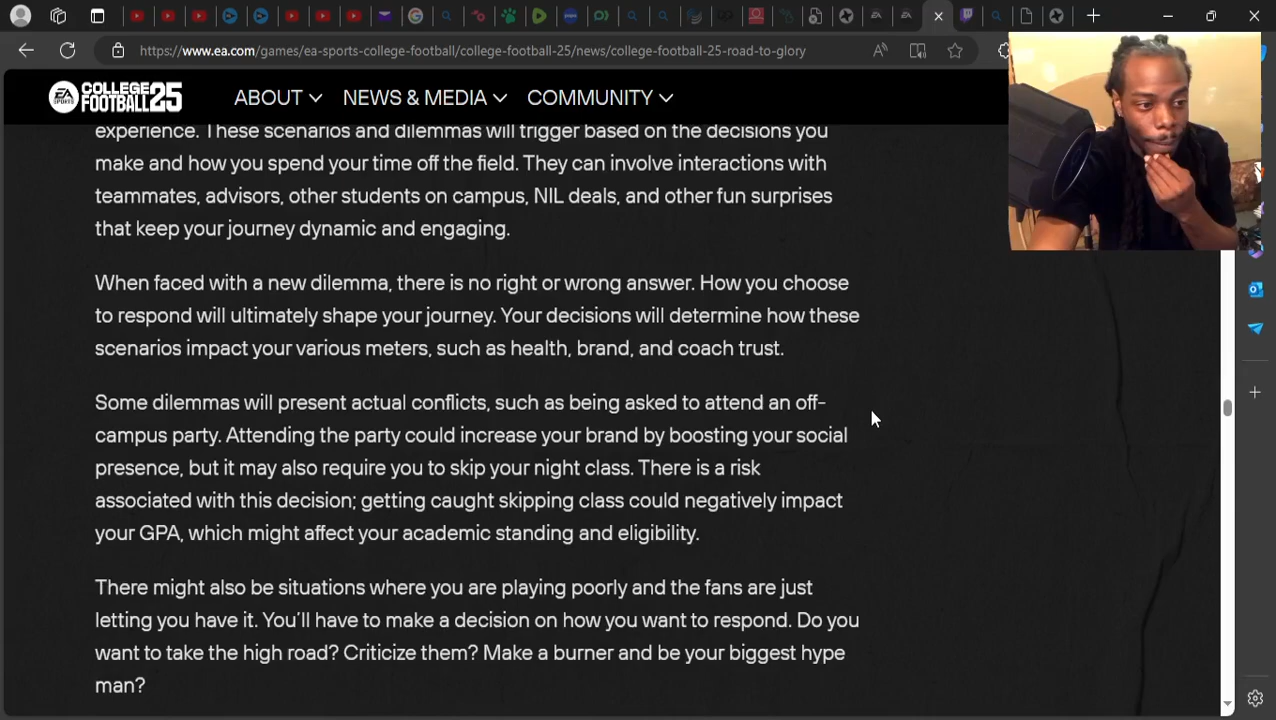 https://www.ea.com/games/ea-sports-college-football/college-football-25/news/college-football-25-road-to-glory
EA SPORTS COLLEGE FOOTBALL 25
ABOUT NEWS & MEDIA COMMUNITY
experience. These scenarios and dilemmas will trigger based on the decisions you
make and how you spend your time off the field. They can involve interactions with
teammates, advisors, other students on campus, NIL deals, and other fun surprises
that keep your journey dynamic and engaging.
When faced with a new dilemma, there is no right or wrong answer. How you choose
to respond will ultimately shape your journey. Your decisions will determine how these
scenarios impact your various meters, such as health, brand, and coach trust.
Some dilemmas will present actual conflicts, such as being asked to attend an off-
campus party. Attending the party could increase your brand by boosting your social
presence, but it may also require you to skip your night class. There is a risk
associated with this decision; getting caught skipping class could negatively impact
your GPA, which might affect your academic standing and eligibility.
There might also be situations where you are playing poorly and the fans are just
letting you have it. You'll have to make a decision on how you want to respond. Do you
want to take the high road? Criticize them? Make a burner and be your biggest hype
man?